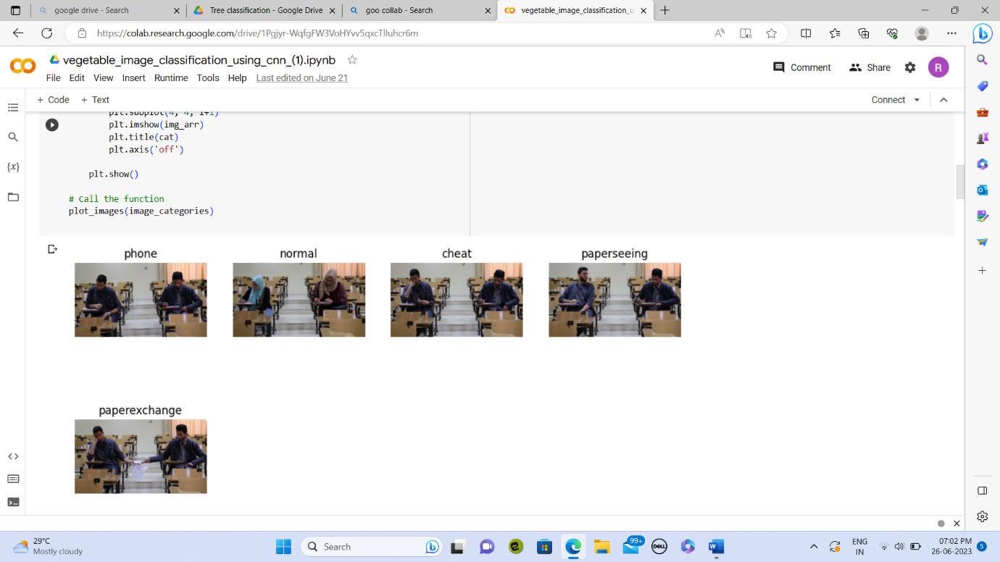 google drive - Search
Tree classification - Google Drive
goo collab - Search
vegetable_image_classification_u
https://colab.research.google.com/drive/1Pgjyr-WqfgFW3VoHYvv5qxcTlIuhcr6m
vegetable_image_classification_using_cnn_(1).ipynb
File Edit View Insert Runtime Tools Help Last edited on June 21
Comment Share R
+ Code + Text
Connect
plt.subplot(4, 4, i+1)
plt.imshow(img_arr)
plt.title(cat)
plt.axis('off')
plt.show()
# Call the function
plot_images(image_categories)
phone normal cheat paperseeing
paperexchange
29°C
Mostly cloudy
Search
99+
DELL
ENG
IN
07:02 PM
26-06-2023
5